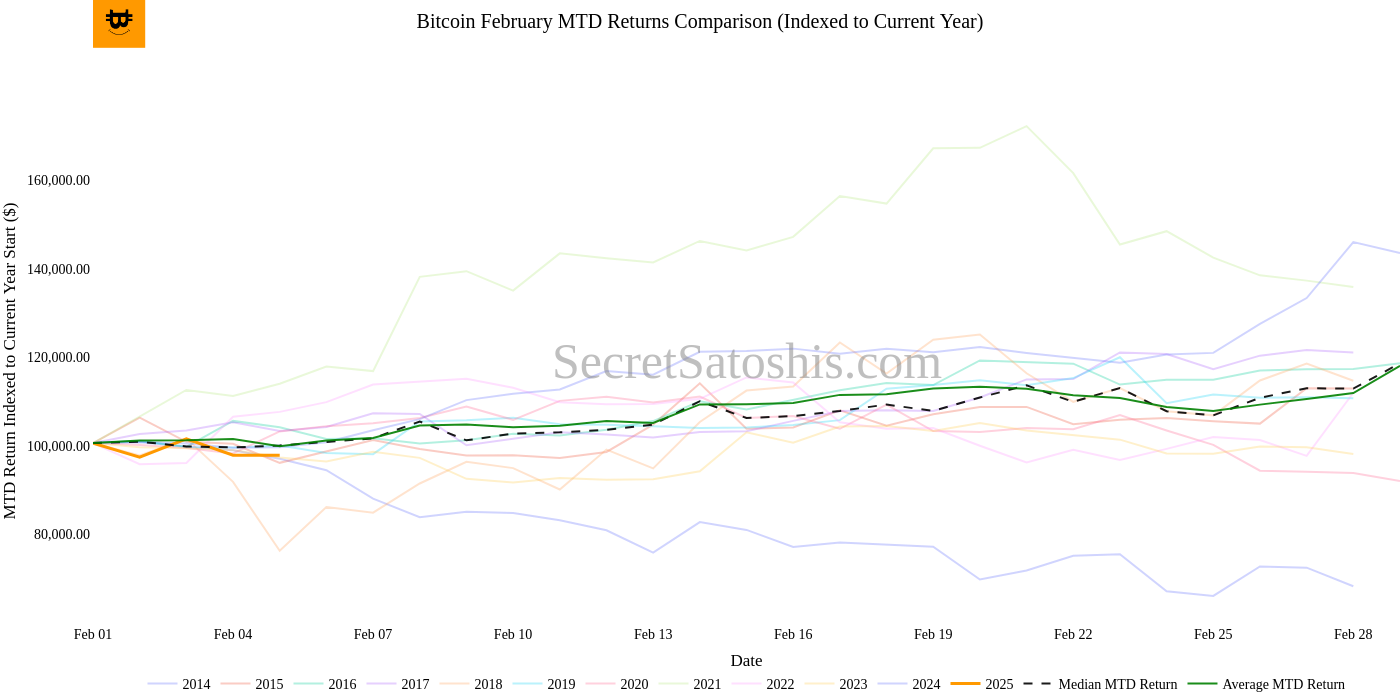 Bitcoin February MTD Returns Comparison (Indexed to Current Year)
MTD Return Indexed to Current Year Start ($)
160,000.00
140,000.00
120,000.00
100,000.00
80,000.00
SecretSatoshis.com
Feb 01 Feb 04 Feb 07 Feb 10 Feb 13 Feb 16 Feb 19 Feb 22 Feb 25 Feb 28
Date
2014 2015 2016 2017 2018 2019 2020 2021 2022 2023 2024 2025 Median MTD Return Average MTD Return